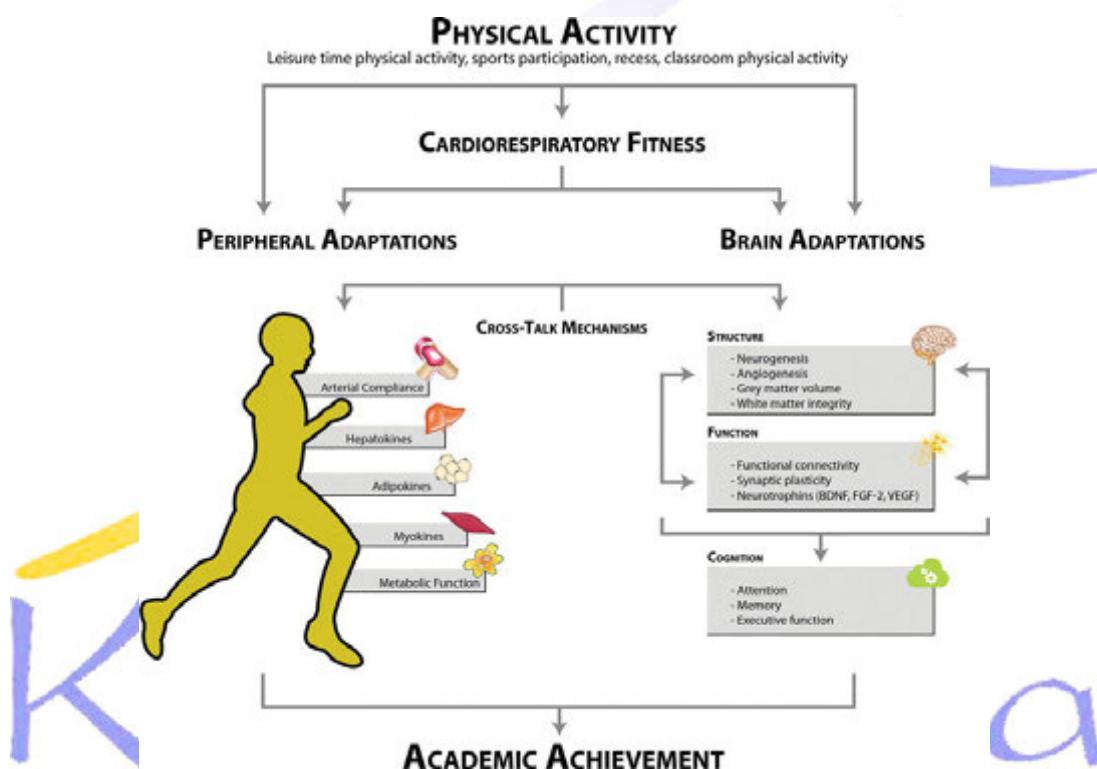 PHYSICAL ACTIVITY
Leisure time physical activity, sports participation, recess, classroom physical activity
CARDIORESPIRATORY FITNESS
PERIPHERAL ADAPTATIONS
BRAIN ADAPTATIONS
CROSS-TALK MECHANISMS
Arterial Compliance
Hepatokines
Adipokines
Myokines
Metabolic Function
STRUCTURE
- Neurogenesis
- Angiogenesis
- Grey matter volume
- White matter integrity
FUNCTION
- Functional connectivity
- Synaptic plasticity
- Neurotrophins (BDNF, FGF-2, VEGF)
COGNITION
- Attention
- Memory
- Executive function
K
a
ACADEMIC ACHIEVEMENT